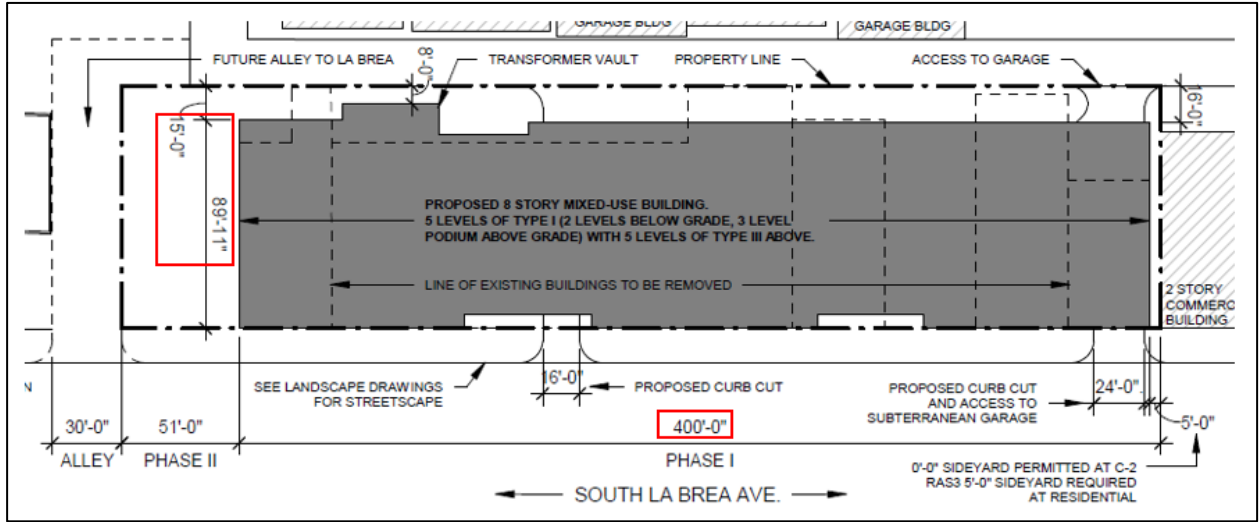 GARAGE BLDG
GARAGE BLDG
FUTURE ALLEY TO LA BREA
8'-0"
TRANSFORMER VAULT
PROPERTY LINE
ACCESS TO GARAGE
16'-0"
15'-0"
89'-11"
PROPOSED 8 STORY MIXED-USE BUILDING.
5 LEVELS OF TYPE I (2 LEVELS BELOW GRADE, 3 LEVEL
PODIUM ABOVE GRADE) WITH 5 LEVELS OF TYPE III ABOVE.
LINE OF EXISTING BUILDINGS TO BE REMOVED
2 STORY
COMMERC
BUILDING
N
SEE LANDSCAPE DRAWINGS
FOR STREETSCAPE
16'-0"
PROPOSED CURB CUT
PROPOSED CURB CUT
AND ACCESS TO
SUBTERRANEAN GARAGE
24'-0"
5'-0"
30'-0"
51'-0"
400'-0"
ALLEY
PHASE II
PHASE I
0'-0" SIDEYARD PERMITTED AT C-2
RAS3 5'-0" SIDEYARD REQUIRED
AT RESIDENTIAL
SOUTH LA BREA AVE.